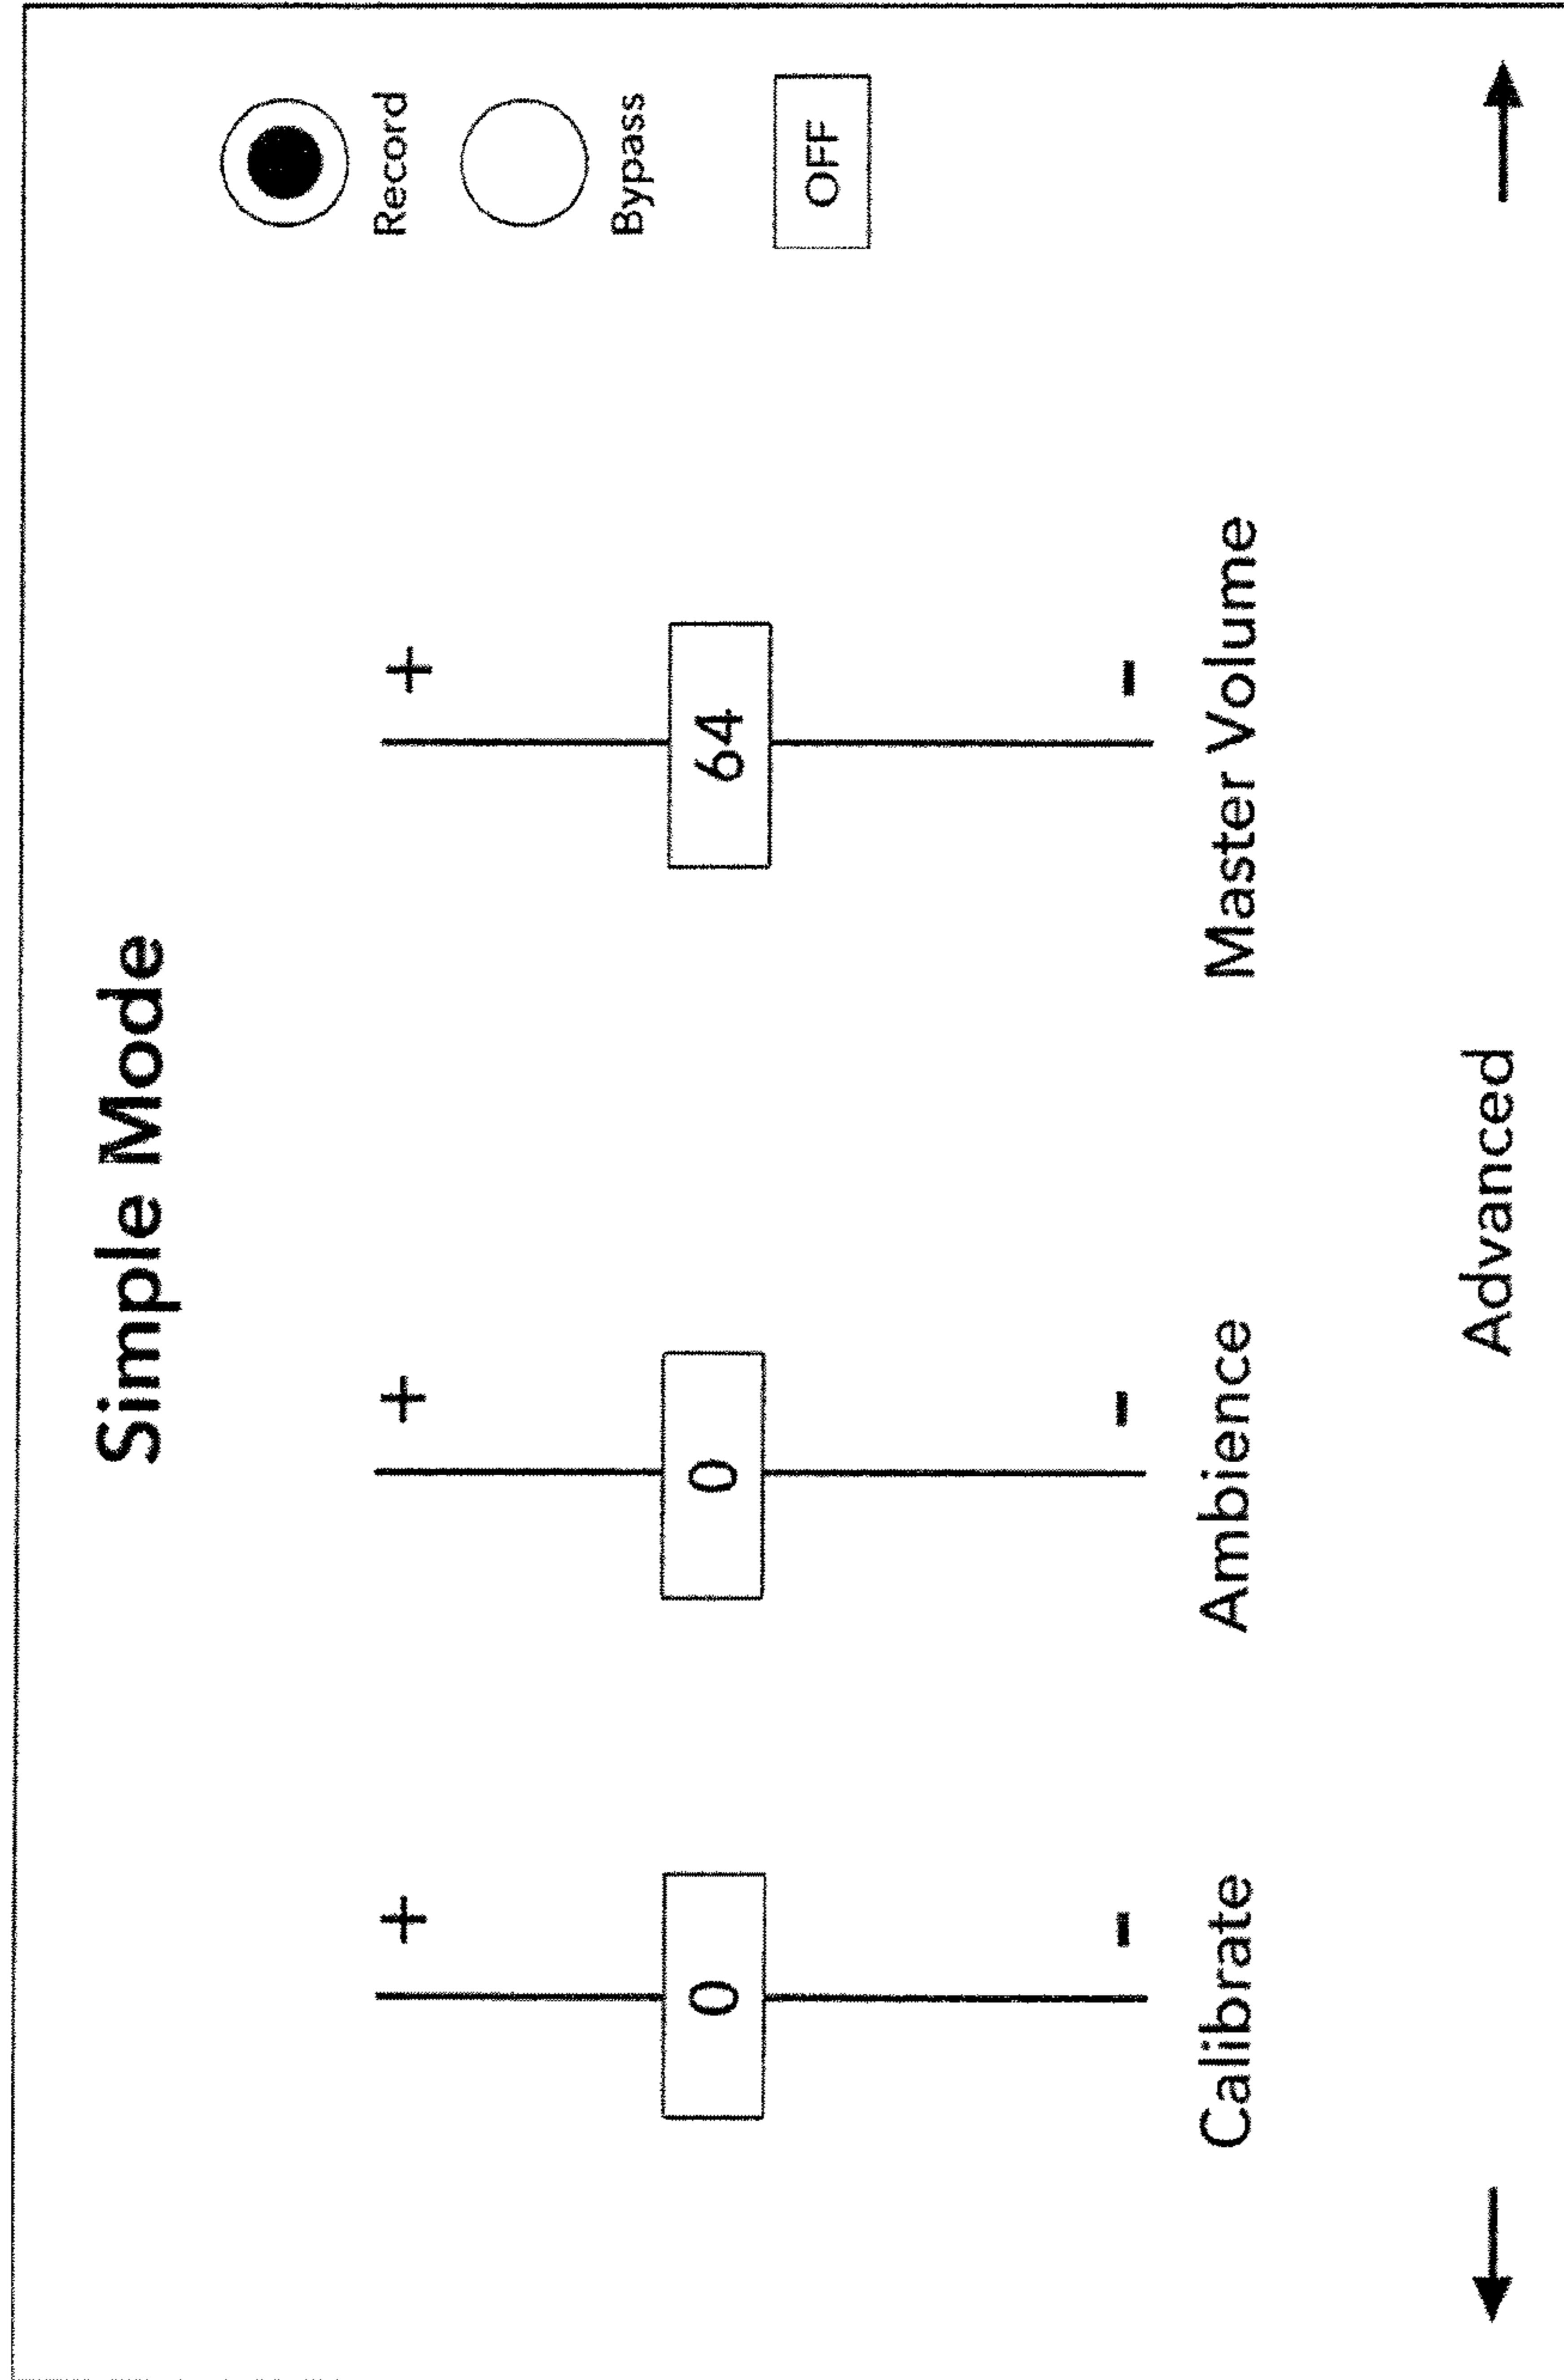 Simple Mode
Record
Bypass
OFF
+ + +
0 0 64
- - -
Calibrate Ambience Master Volume
Advanced